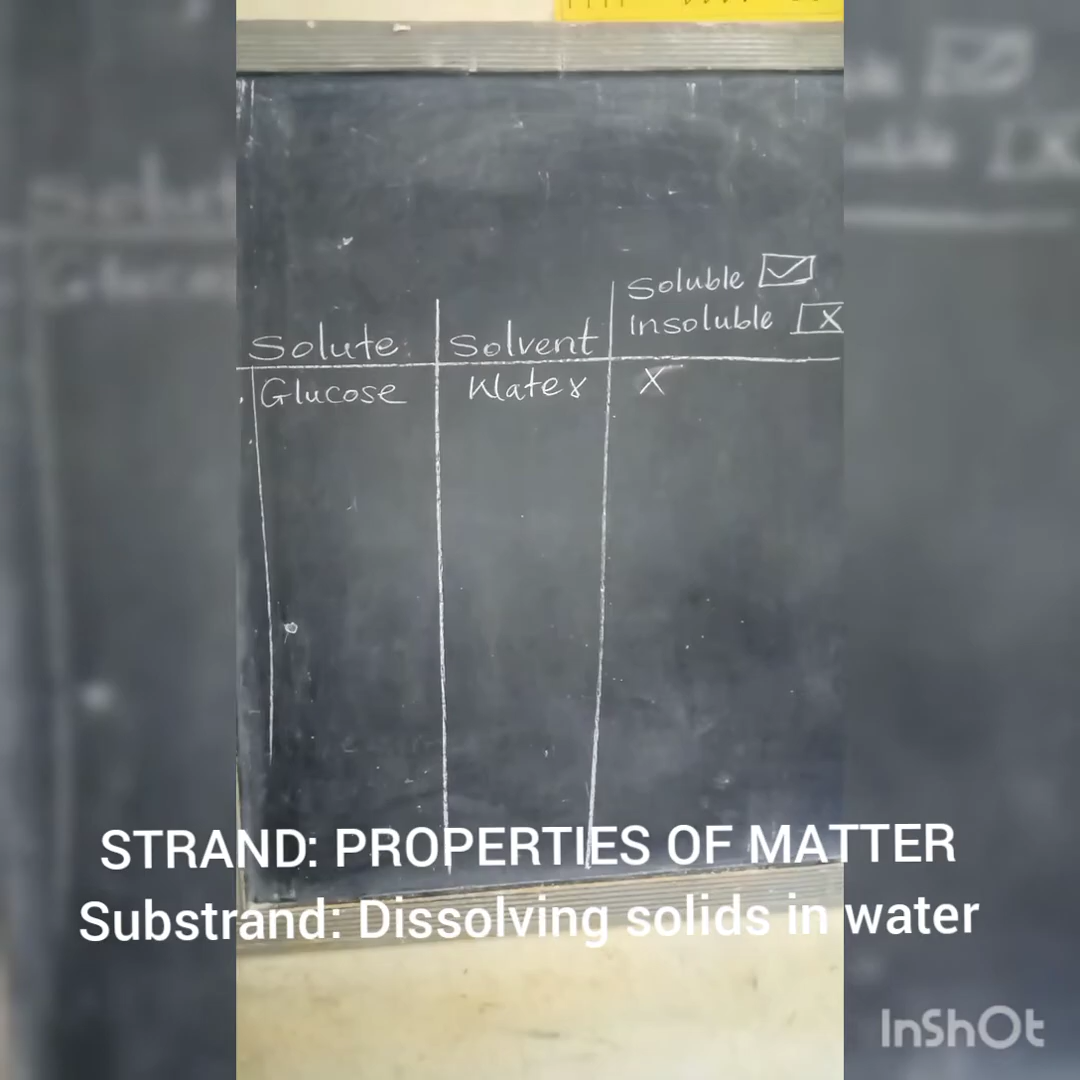 Soluble ✓
Insoluble X
Solute Solvent
Glucose Water X
STRAND: PROPERTIES OF MATTER
Substrand: Dissolving solids in water
InShOt